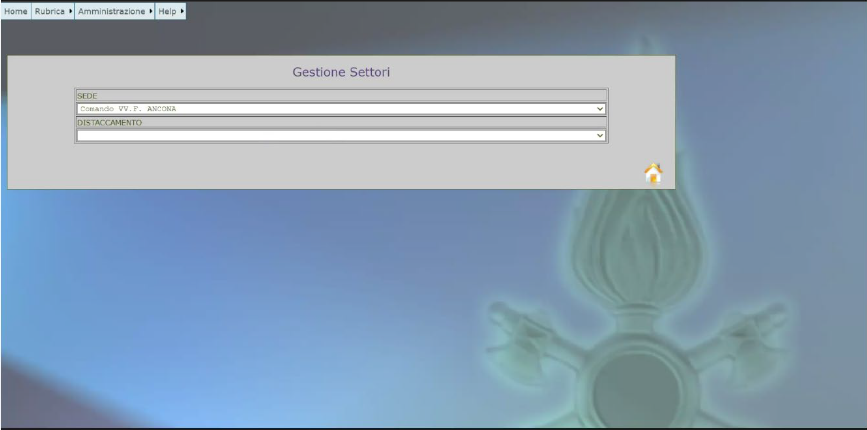 Home Rubrica Amministrazione Help
Gestione Settori
SEDE
Comando VV.F. ANCONA
DISTACCAMENTO